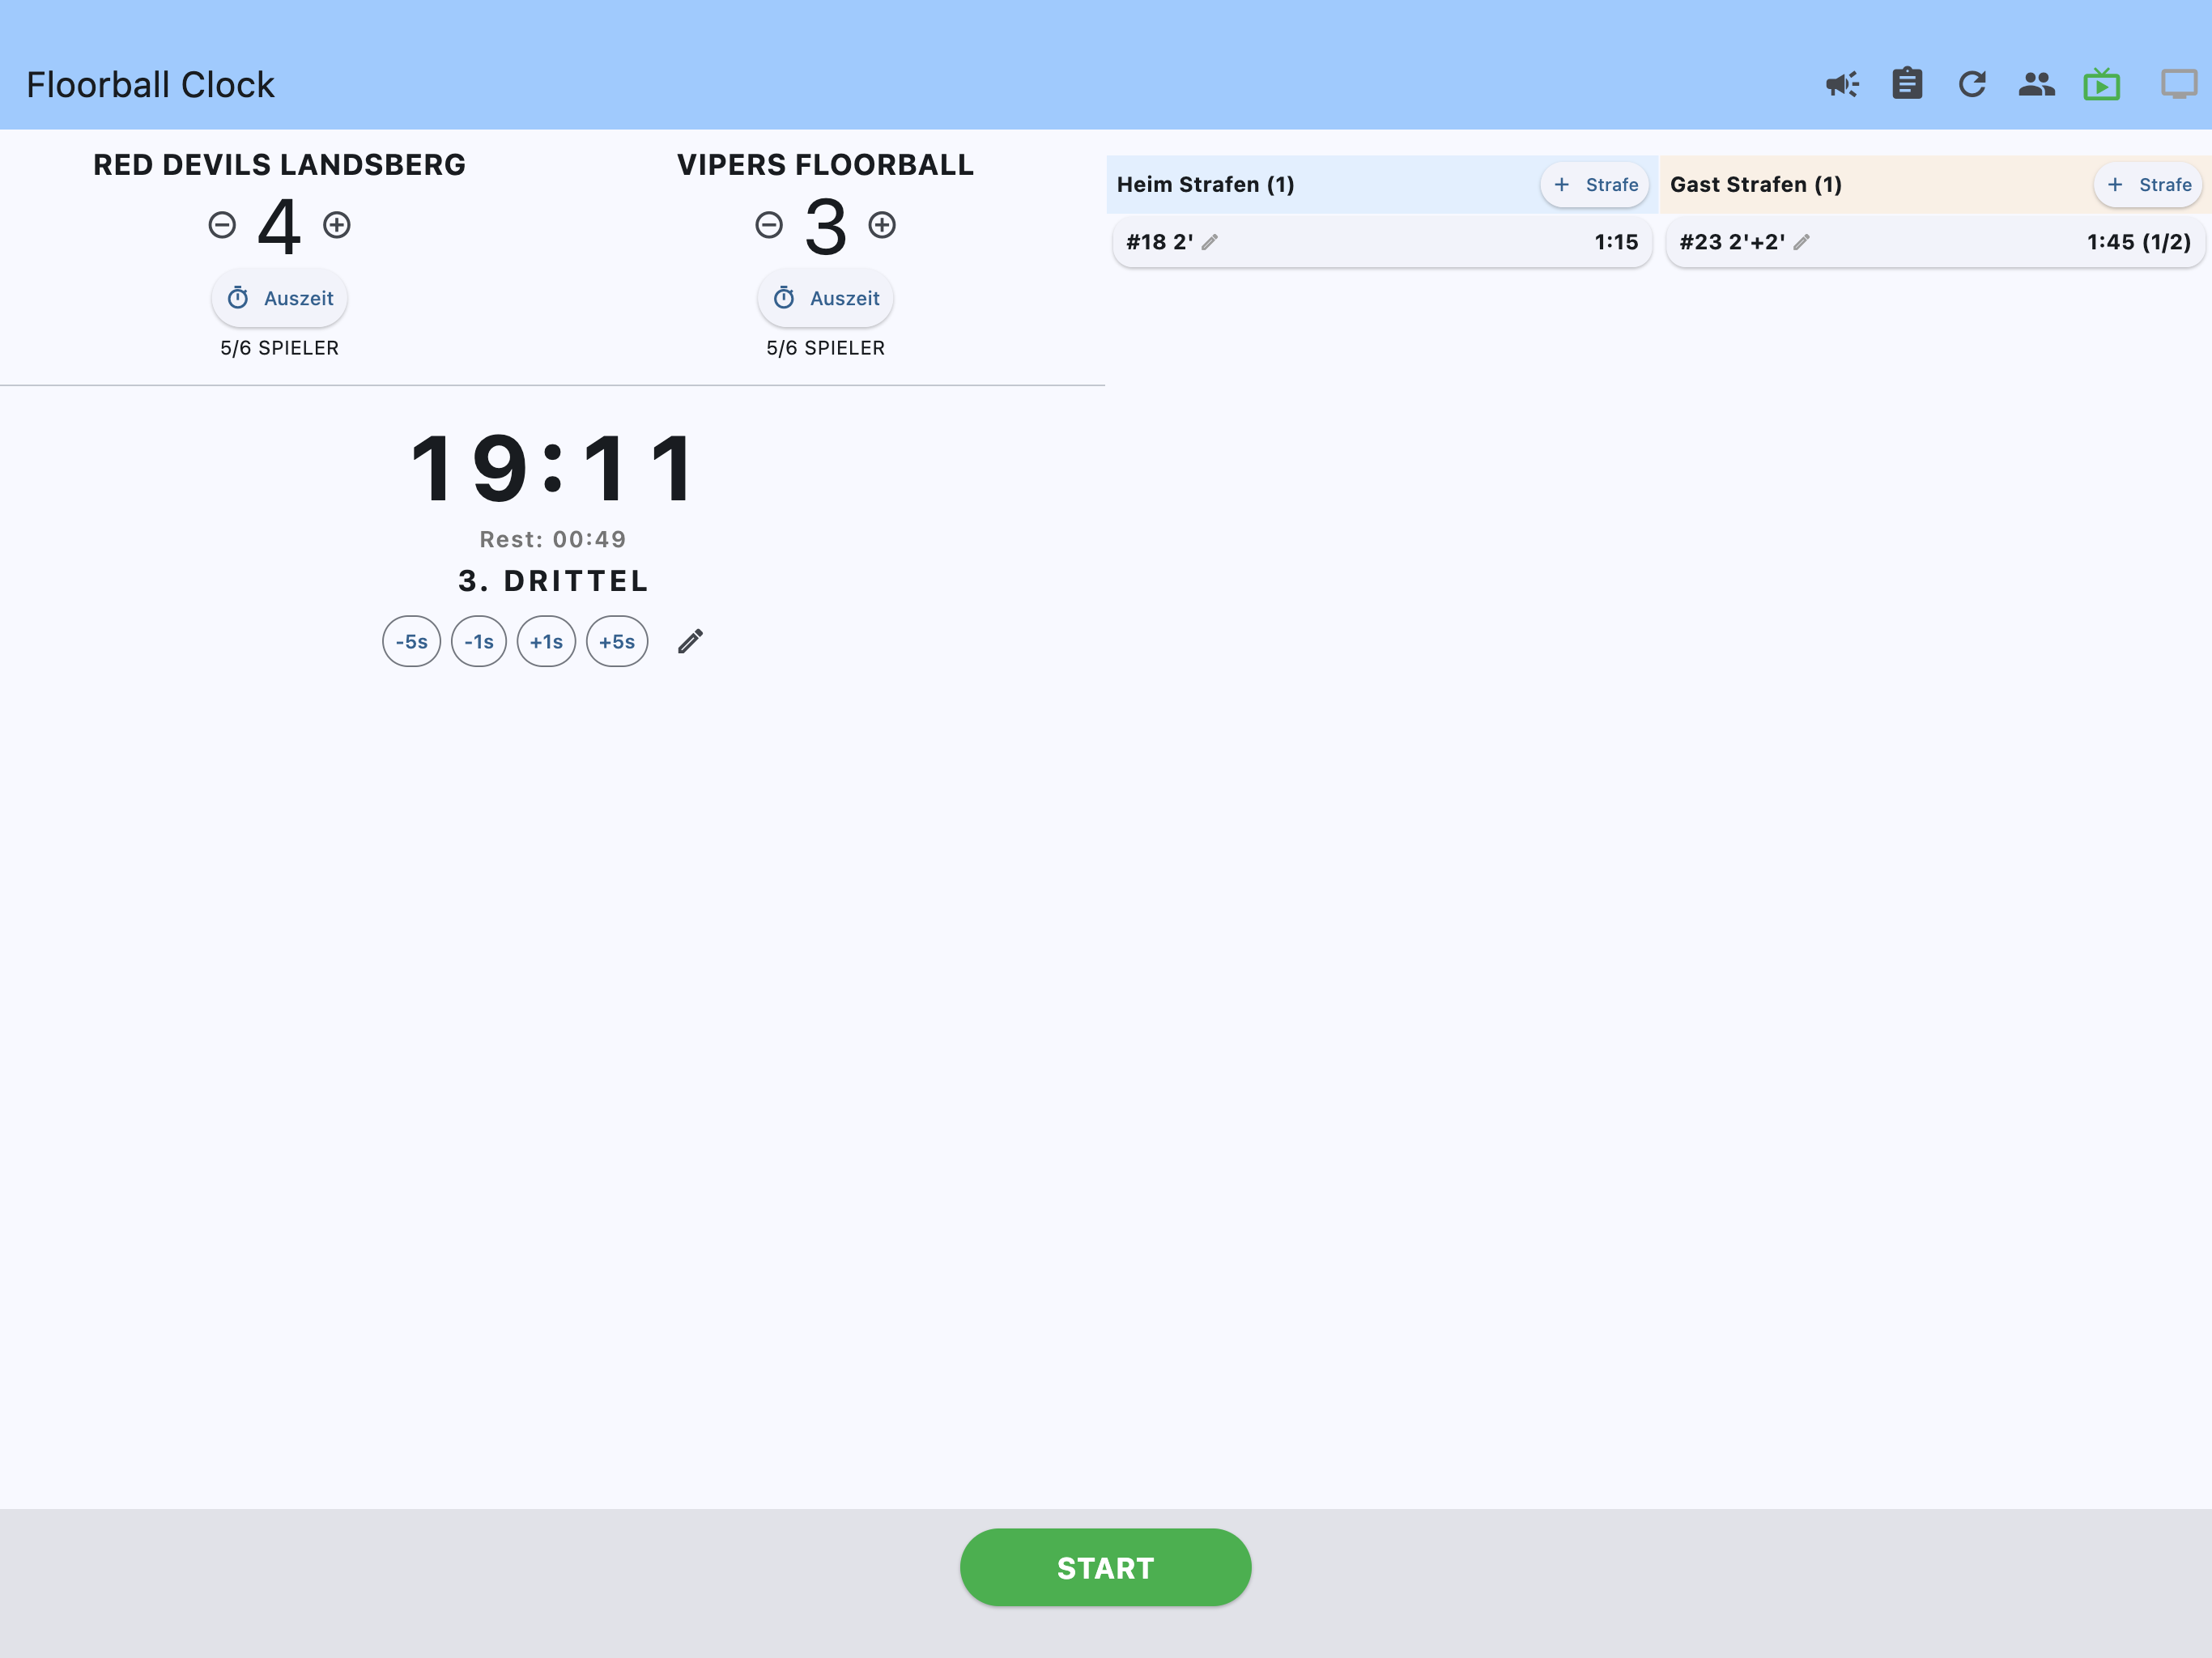 Floorball Clock
RED DEVILS LANDSBERG
4
Auszeit
5/6 SPIELER
VIPERS FLOORBALL
3
Auszeit
5/6 SPIELER
19:11
Rest: 00:49
3. DRITTEL
-5s -1s +1s +5s
Heim Strafen (1)
+ Strafe
#18 2' 1:15
Gast Strafen (1)
+ Strafe
#23 2'+2' 1:45 (1/2)
START